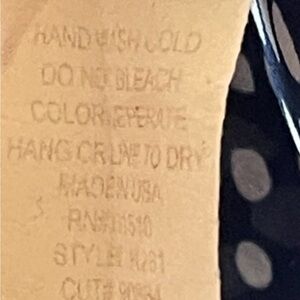 HAND WASH COLD
DO NOT BLEACH
COLOR SEPERATE
HANG OR LINE TO DRY
MADE IN USA
RN#
STYLE#
CUT#